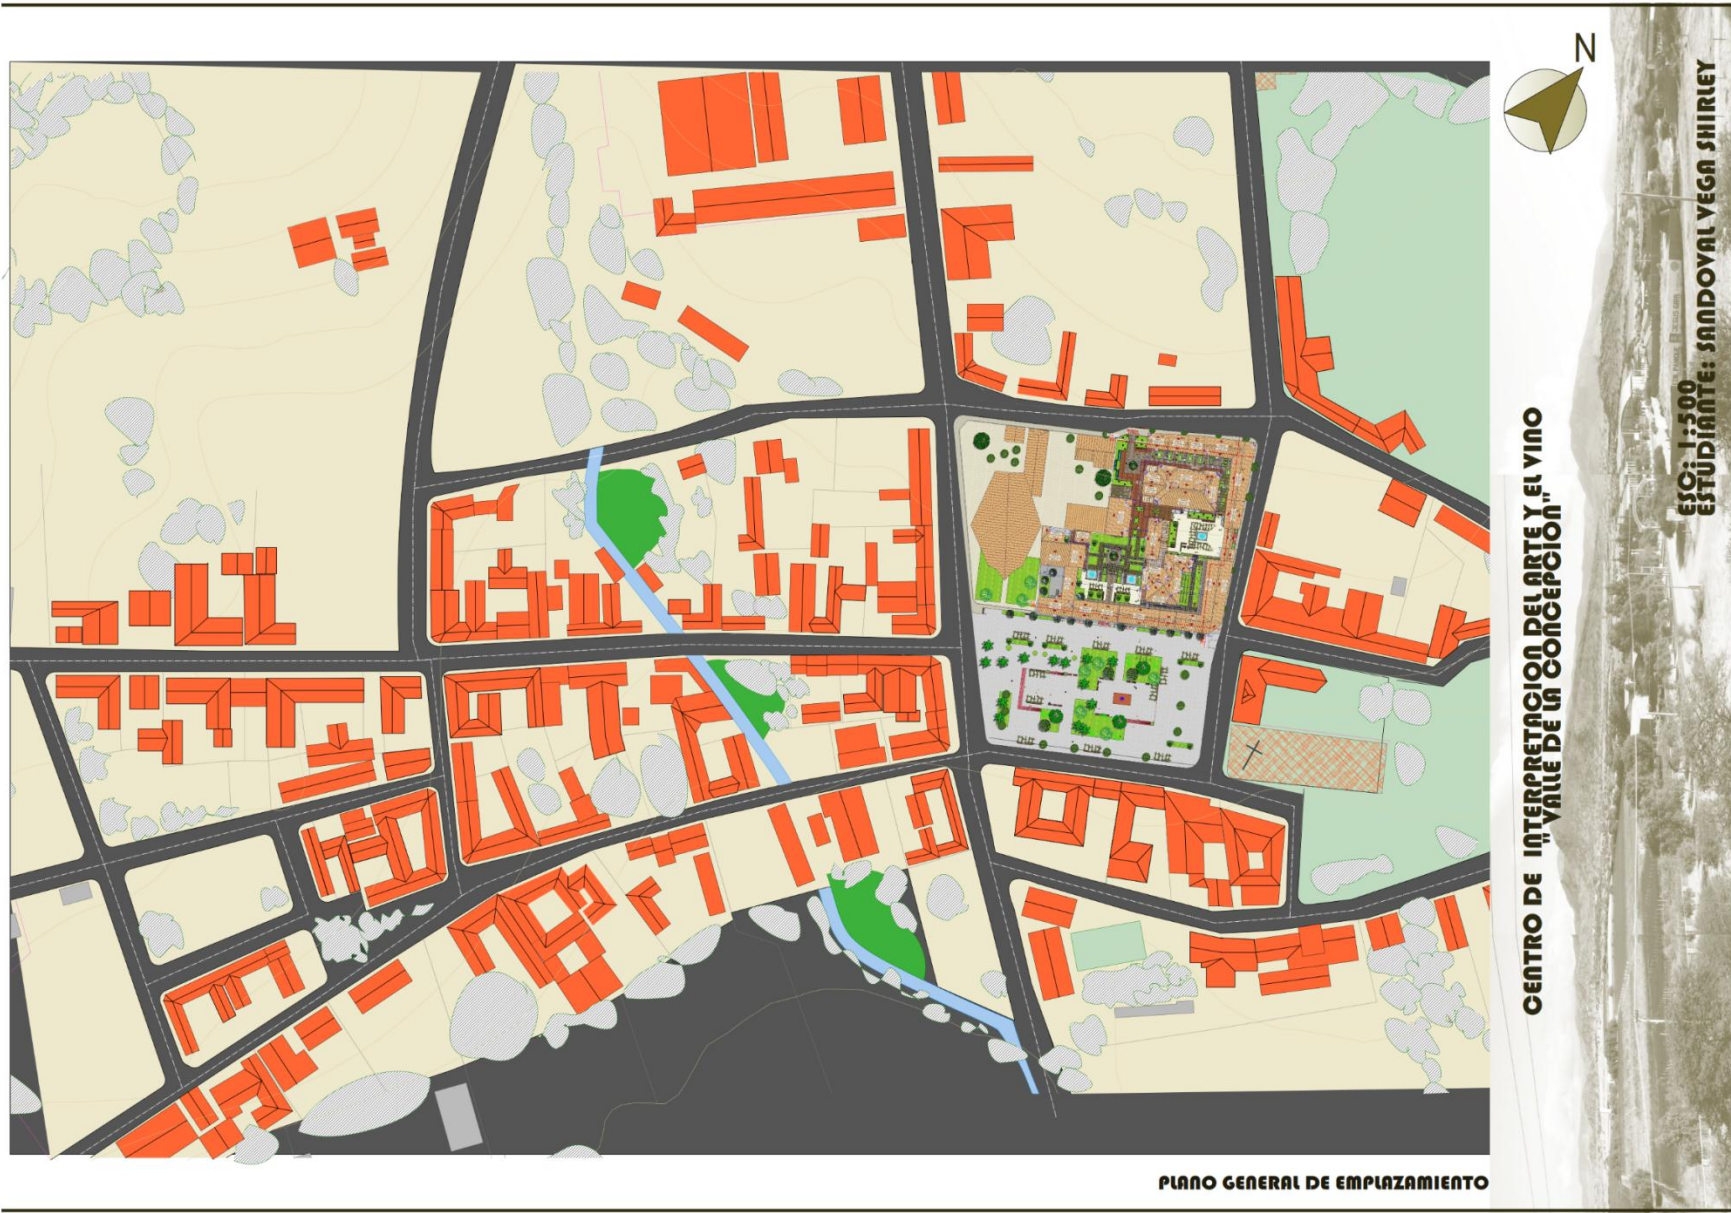 N
CENTRO DE INTERPRETACION DEL ARTE Y EL VINO
"VALLE DE LA CONCEPCIÓN"
ESC: 1:500
ESTUDIANTE: SANDOVAL VEGA SHIRLEY
PLANO GENERAL DE EMPLAZAMIENTO